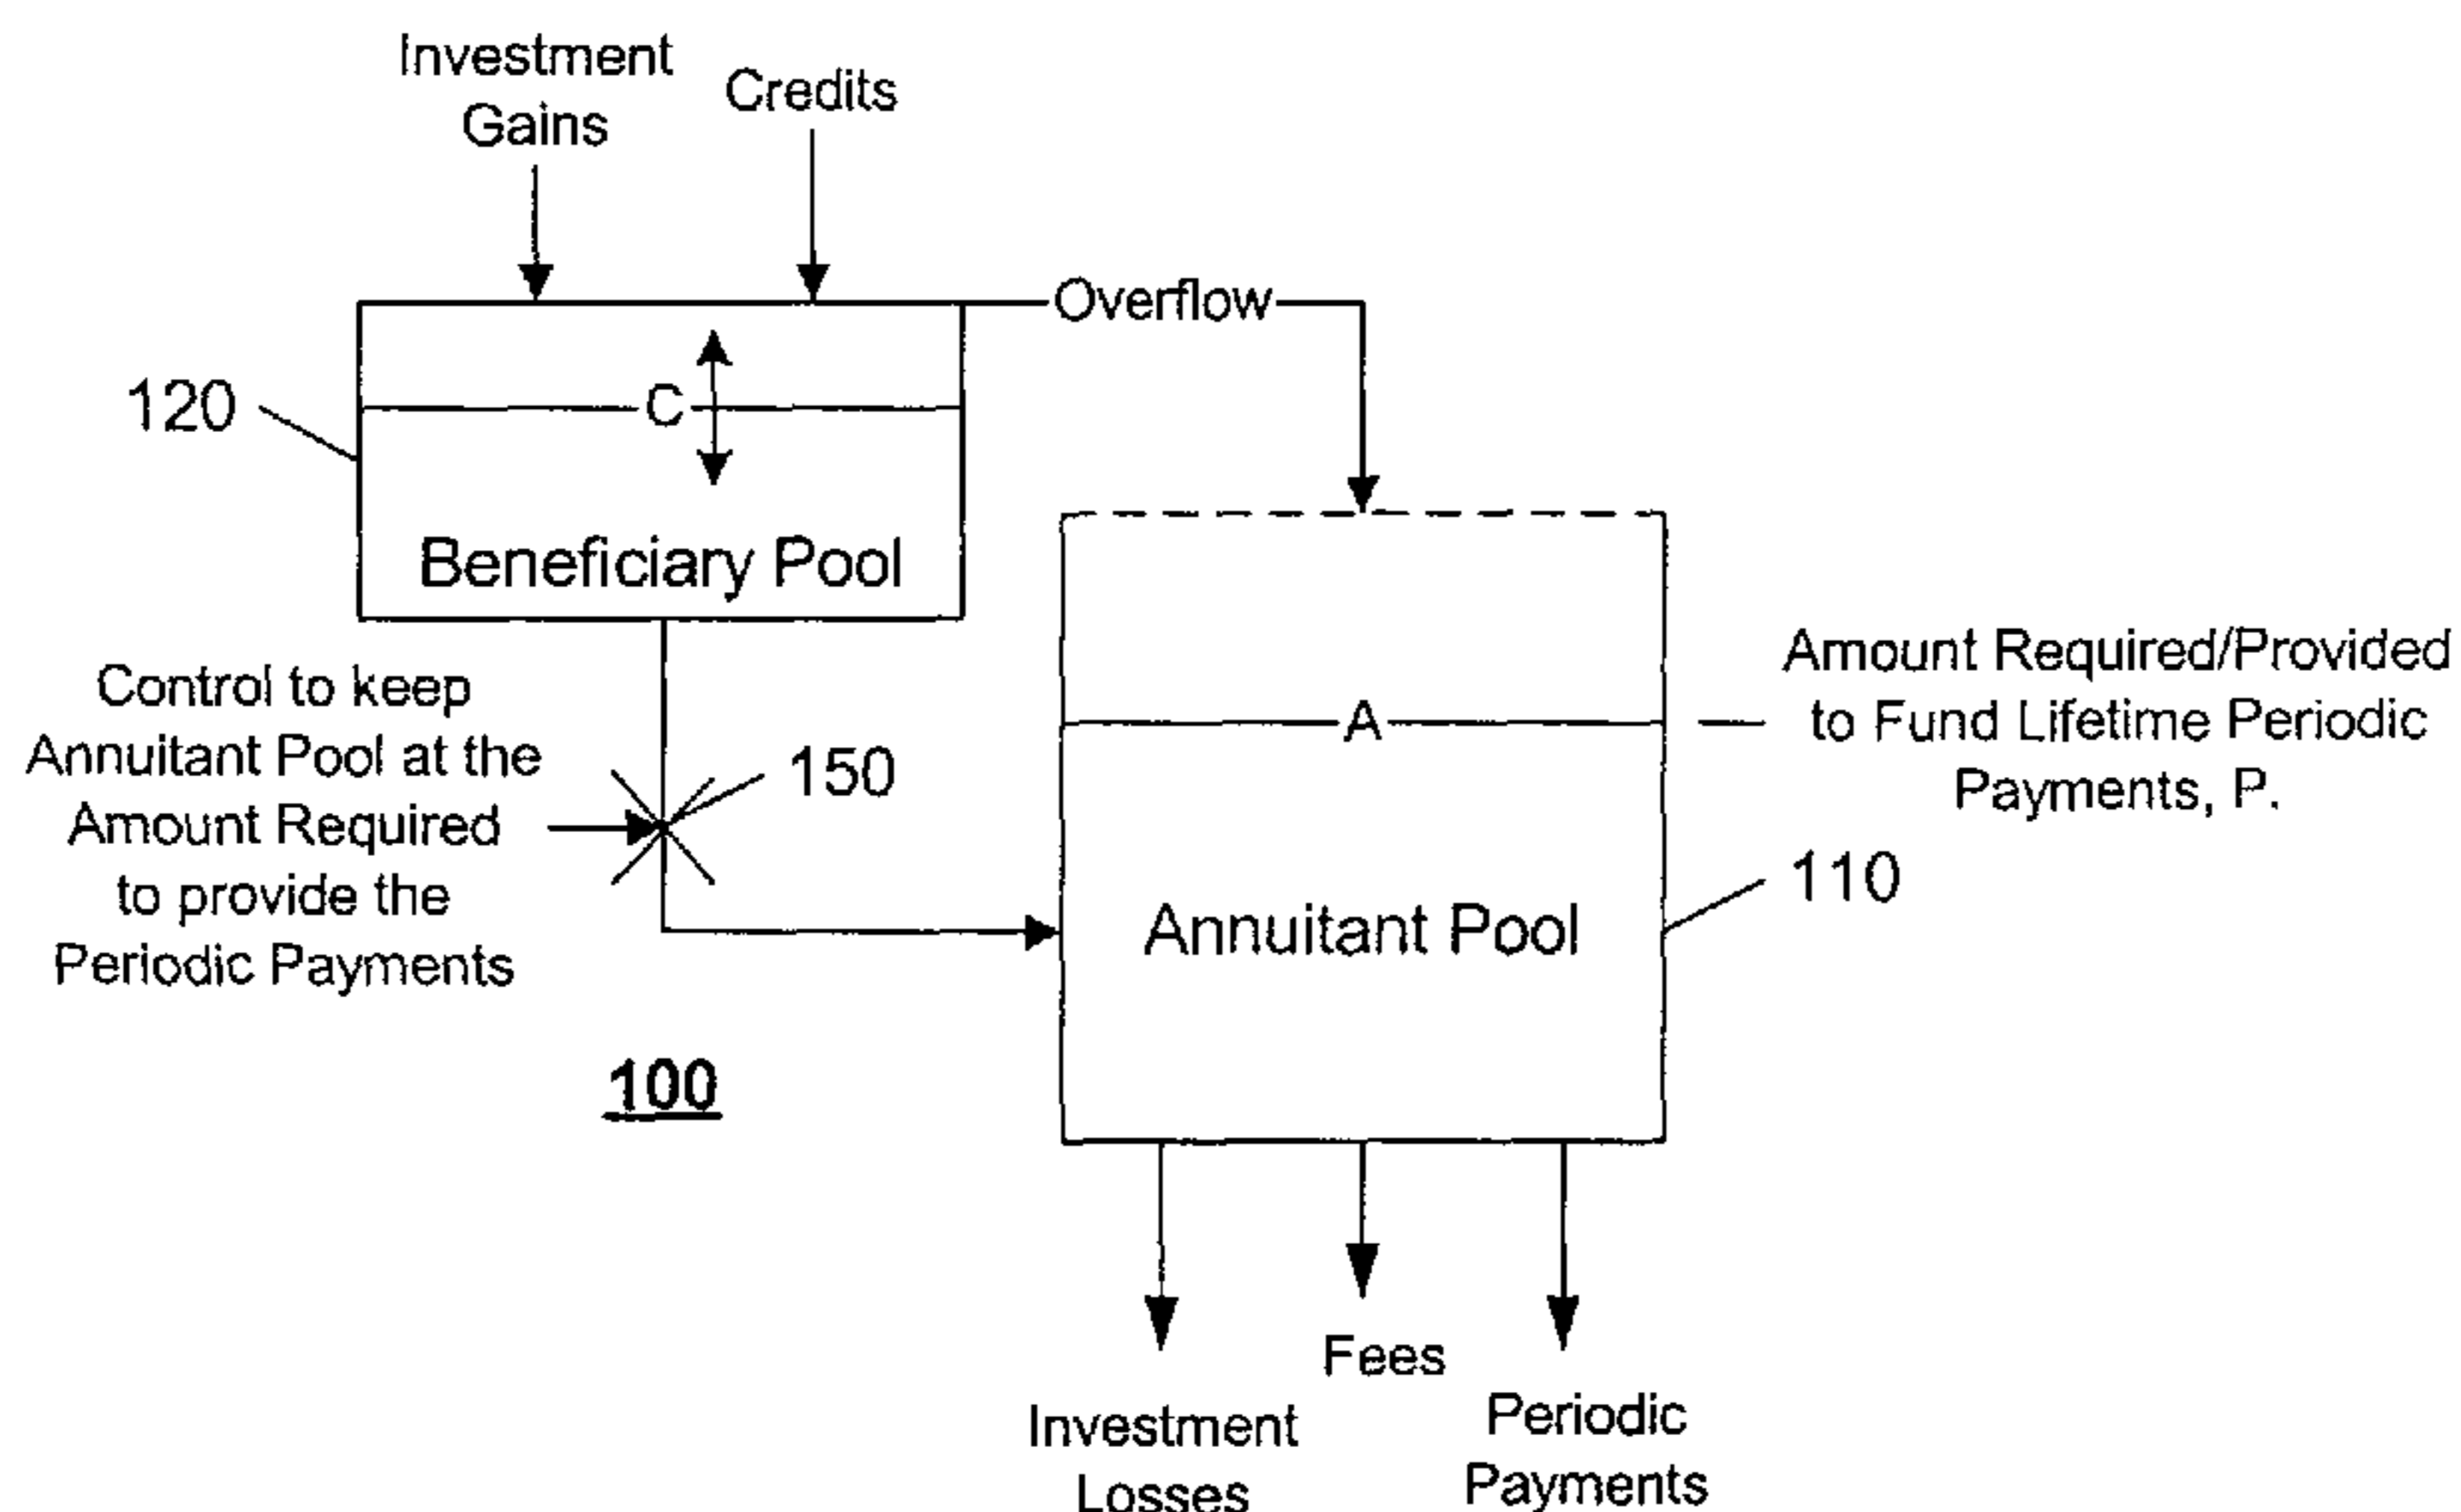 Investment
Gains
Credits
Overflow
120
C
Beneficiary Pool
Control to keep
Annuitant Pool at the
Amount Required
to provide the
Periodic Payments
150
A
Amount Required/Provided
to Fund Lifetime Periodic
Payments, P.
110
Annuitant Pool
100
Investment
Losses
Fees
Periodic
Payments